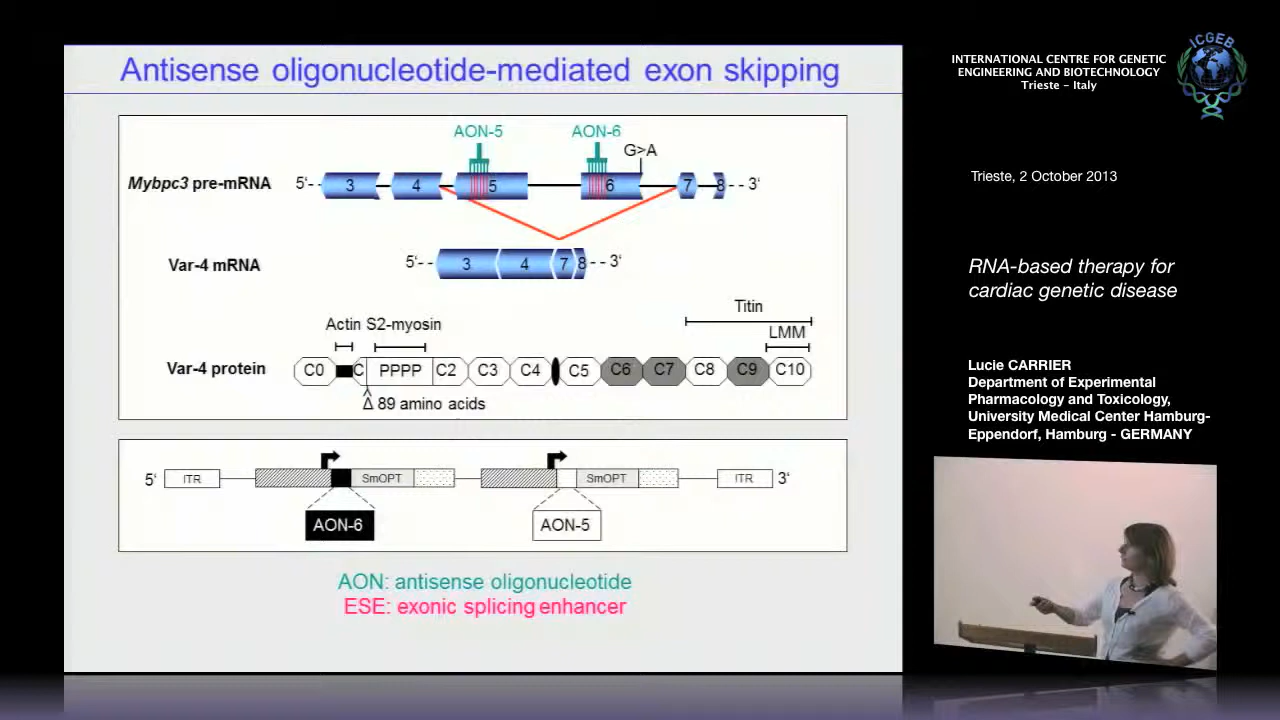 Antisense oligonucleotide-mediated exon skipping
AON-5
AON-6
G>A
Mybpc3 pre-mRNA
5'-
3
4
5
6
7
8
-- 3'
Var-4 mRNA
5'--
3
4
7
8
-- 3'
Titin
Actin S2-myosin
LMM
Var-4 protein
C0
C
PPPP
C2
C3
C4
C5
C6
C7
C8
C9
C10
Δ 89 amino acids
5'
ITR
SmOPT
SmOPT
ITR
3'
AON-6
AON-5
AON: antisense oligonucleotide
ESE: exonic splicing enhancer
INTERNATIONAL CENTRE FOR GENETIC
ENGINEERING AND BIOTECHNOLOGY
Trieste - Italy
ICGEB
Trieste, 2 October 2013
RNA-based therapy for
cardiac genetic disease
Lucie CARRIER
Department of Experimental
Pharmacology and Toxicology,
University Medical Center Hamburg-
Eppendorf, Hamburg - GERMANY